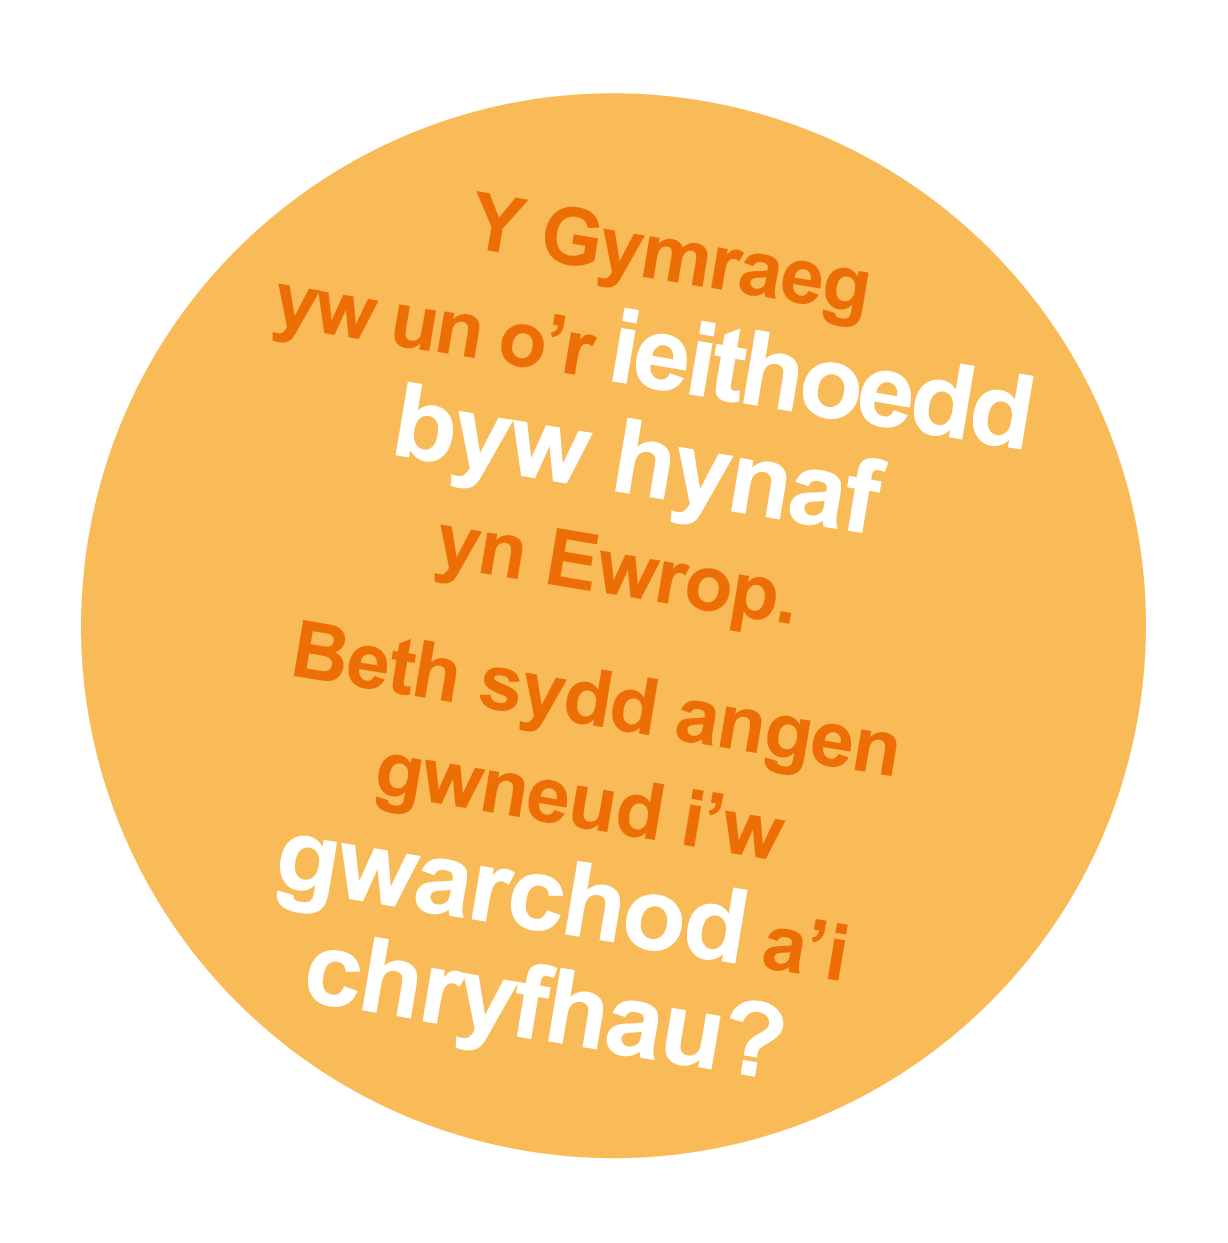 Y Gymraeg
yw un o’r ieithoedd
byw hynaf
yn Ewrop.
Beth sydd angen
gwneud i’w
gwarchod a’i
chryfhau?